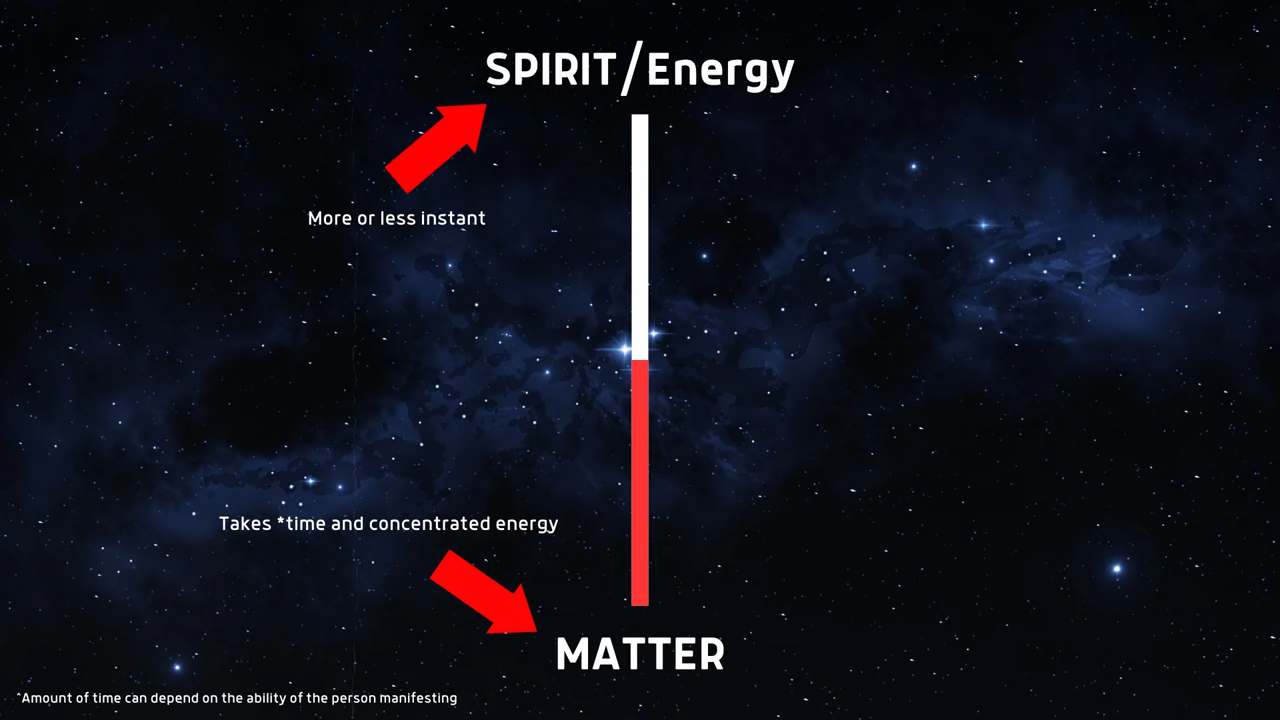 SPIRIT/Energy
More or less instant
Takes *time and concentrated energy
MATTER
*Amount of time can depend on the ability of the person manifesting